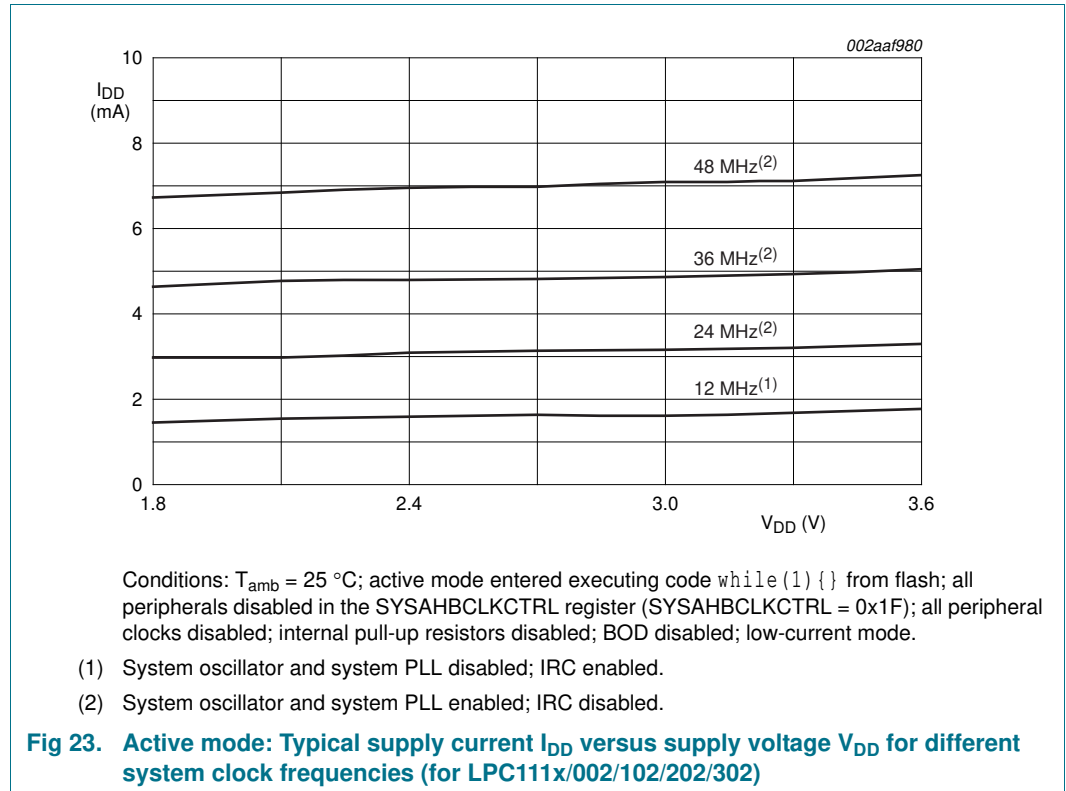 002aaf980
10
I_DD
(mA)
8
48 MHz(2)
6
36 MHz(2)
4
24 MHz(2)
12 MHz(1)
2
0
1.8
2.4
3.0
3.6
V_DD (V)
Conditions: T_amb = 25 °C; active mode entered executing code while(1){} from flash; all
peripherals disabled in the SYSAHBCLKCTRL register (SYSAHBCLKCTRL = 0x1F); all peripheral
clocks disabled; internal pull-up resistors disabled; BOD disabled; low-current mode.
(1) System oscillator and system PLL disabled; IRC enabled.
(2) System oscillator and system PLL enabled; IRC disabled.
Fig 23. Active mode: Typical supply current I_DD versus supply voltage V_DD for different
system clock frequencies (for LPC111x/002/102/202/302)